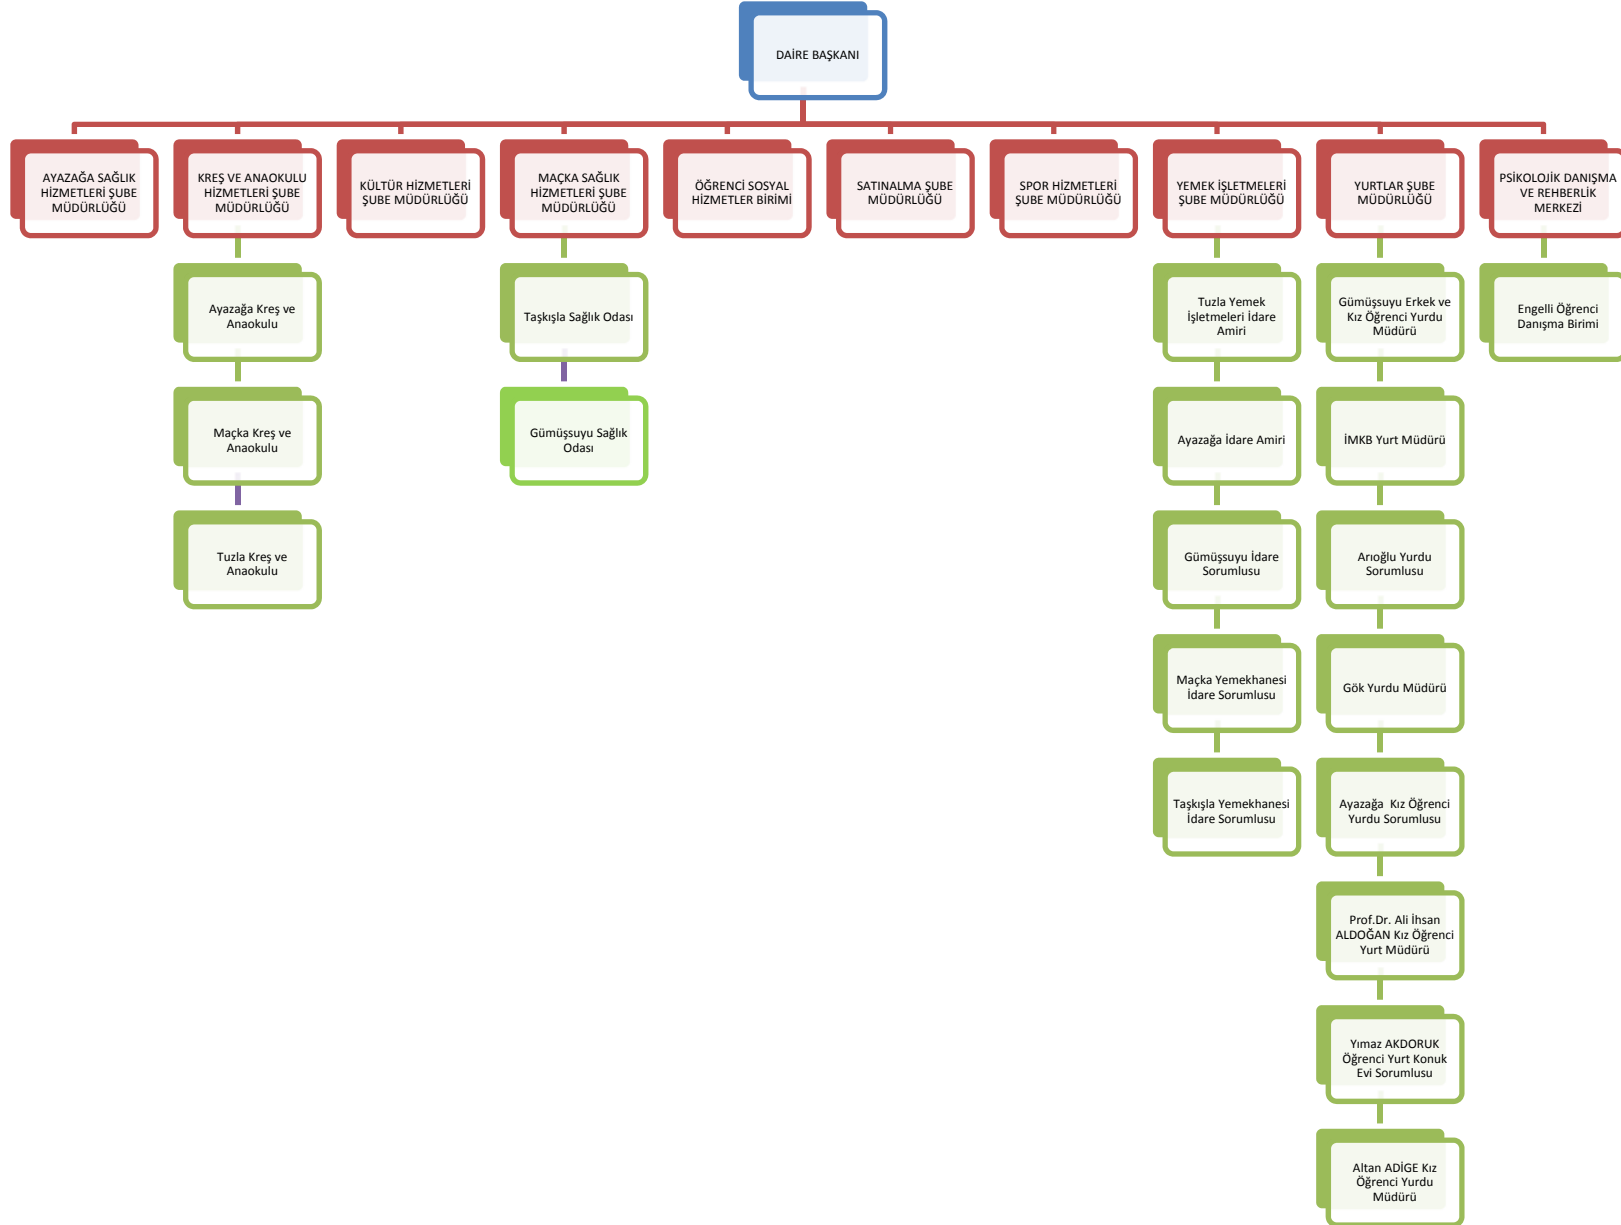 DAİRE BAŞKANI
AYAZAĞA SAĞLIK
HİZMETLERİ ŞUBE
MÜDÜRLÜĞÜ
KREŞ VE ANAOKULU
HİZMETLERİ ŞUBE
MÜDÜRLÜĞÜ
KÜLTÜR HİZMETLERİ
ŞUBE MÜDÜRLÜĞÜ
MAÇKA SAĞLIK
HİZMETLERİ ŞUBE
MÜDÜRLÜĞÜ
ÖĞRENCİ SOSYAL
HİZMETLER BİRİMİ
SATINALMA ŞUBE
MÜDÜRLÜĞÜ
SPOR HİZMETLERİ
ŞUBE MÜDÜRLÜĞÜ
YEMEK İŞLETMELERİ
ŞUBE MÜDÜRLÜĞÜ
YURTLAR ŞUBE
MÜDÜRLÜĞÜ
PSİKOLOJİK DANIŞMA
VE REHBERLİK
MERKEZİ
Ayazağa Kreş ve
Anaokulu
Maçka Kreş ve
Anaokulu
Tuzla Kreş ve
Anaokulu
Taşkışla Sağlık Odası
Gümüşsuyu Sağlık
Odası
Tuzla Yemek
İşletmeleri İdare
Amiri
Ayazağa İdare Amiri
Gümüşsuyu İdare
Sorumlusu
Maçka Yemekhanesi
İdare Sorumlusu
Taşkışla Yemekhanesi
İdare Sorumlusu
Gümüşsuyu Erkek ve
Kız Öğrenci Yurdu
Müdürü
İMKB Yurt Müdürü
Arıoğlu Yurdu
Sorumlusu
Gök Yurdu Müdürü
Ayazağa  Kız Öğrenci
Yurdu Sorumlusu
Prof.Dr. Ali İhsan
ALDOĞAN Kız Öğrenci
Yurt Müdürü
Yımaz AKDORUK
Öğrenci Yurt Konuk
Evi Sorumlusu
Altan ADİGE Kız
Öğrenci Yurdu
Müdürü
Engelli Öğrenci
Danışma Birimi